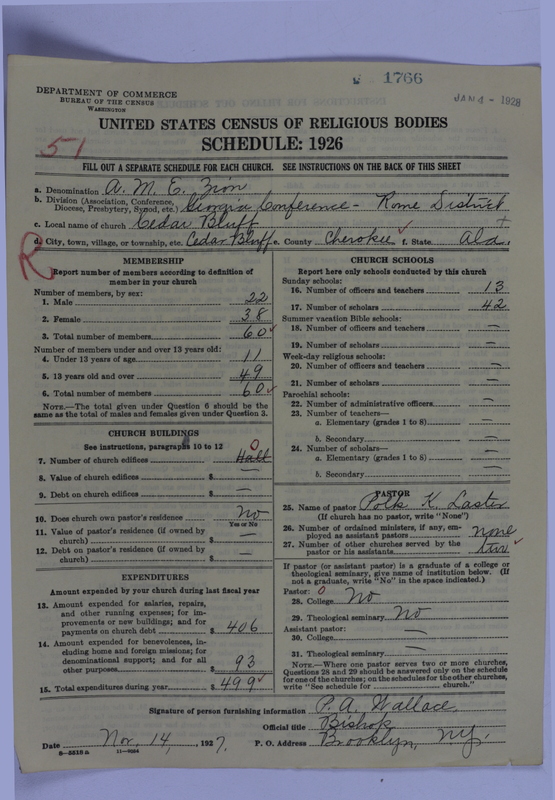 1766
JAN 4 - 1928
DEPARTMENT OF COMMERCE
BUREAU OF THE CENSUS
WASHINGTON
UNITED STATES CENSUS OF RELIGIOUS BODIES
SCHEDULE: 1926
51
FILL OUT A SEPARATE SCHEDULE FOR EACH CHURCH. SEE INSTRUCTIONS ON THE BACK OF THIS SHEET
a. Denomination A. M. E. Zion
b. Division (Association, Conference, Diocese, Presbytery, Synod, etc.) Georgia Conference - Rome District
c. Local name of church Cedar Bluff
d. City, town, village, or township, etc. Cedar Bluff e. County Cherokee f. State Ala.
R
MEMBERSHIP
Report number of members according to definition of
member in your church
Number of members, by sex:
1. Male 22
2. Female 38
3. Total number of members 60
Number of members under and over 13 years old:
4. Under 13 years of age 11
5. 13 years old and over 49
6. Total number of members 60
NOTE.—The total given under Question 6 should be
same as the total of males and females given under Question 3.
CHURCH BUILDINGS
See instructions, paragraphs 10 to 12
7. Number of church edifices Hall 0
8. Value of church edifices $ —
9. Debt on church edifices $ —
10. Does church own pastor's residence No
Yes or No
11. Value of pastor's residence (if owned by
church) $ —
12. Debt on pastor's residence (if owned by
church) $ —
EXPENDITURES
Amount expended by your church during last fiscal year
13. Amount expended for salaries, repairs,
and other running expenses; for im-
provements or new buildings; and for
payments on church debt $ 406
14. Amount expended for benevolences, in-
cluding home and foreign missions; for
denominational support; and for all
other purposes $ 93
15. Total expenditures during year $ 499
CHURCH SCHOOLS
Report here only schools conducted by this church
Sunday schools:
16. Number of officers and teachers 13
17. Number of scholars 42
Summer vacation Bible schools:
18. Number of officers and teachers —
19. Number of scholars —
Week-day religious schools:
20. Number of officers and teachers —
21. Number of scholars —
Parochial schools:
22. Number of administrative officers —
23. Number of teachers—
a. Elementary (grades 1 to 8) —
b. Secondary —
24. Number of scholars—
a. Elementary (grades 1 to 8) —
b. Secondary —
PASTOR
25. Name of pastor Polk K. Laster
(If church has no pastor, write "None")
26. Number of ordained ministers, if any, em-
ployed as assistant pastors none
27. Number of other churches served by the
pastor or his assistants
If pastor (or assistant pastor) is a graduate of a college or
theological seminary, give name of institution below. (If
not a graduate, write "No" in the space indicated.)
Pastor: 0
28. College No
29. Theological seminary No
Assistant pastor:
30. College —
31. Theological seminary —
NOTE.—Where one pastor serves two or more churches,
Questions 28 and 29 should be answered only on the schedule
for one of the churches; on the schedules for the other churches,
write "See schedule for ........ church."
Signature of person furnishing information P. A. Wallace
Official title Bishop
Date Nov. 14, 1927. P. O. Address Brooklyn, N.Y.
11—9284